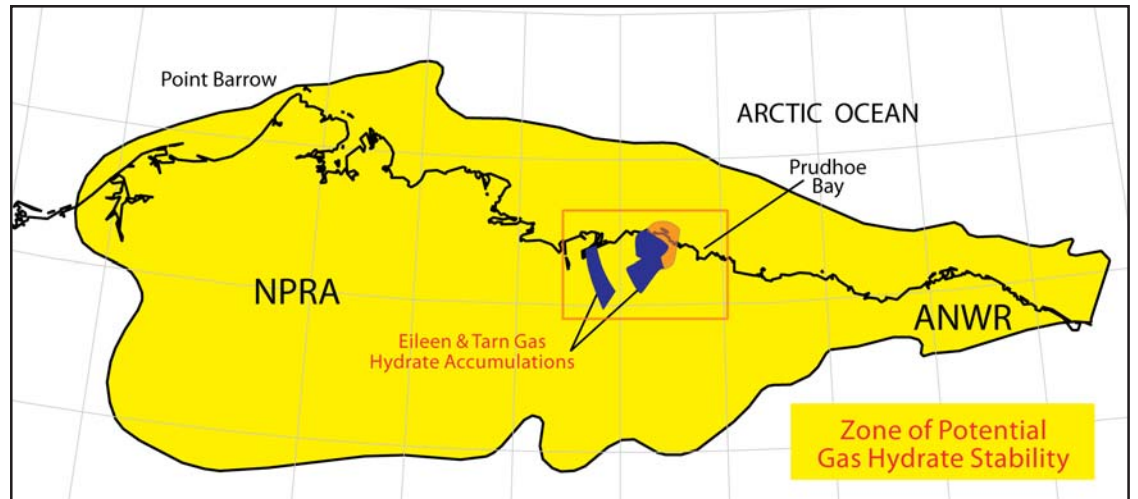 Point Barrow
ARCTIC OCEAN
Prudhoe
Bay
NPRA
ANWR
Eileen & Tarn Gas
Hydrate Accumulations
Zone of Potential
Gas Hydrate Stability